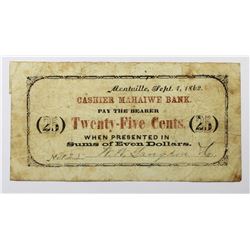 Mentville, Sept. 1, 1862.
CASHIER MAHAIWE BANK.
PAY THE BEARER
(25) Twenty-Five Cents. (25)
WHEN PRESENTED IN
Sums of Even Dollars.